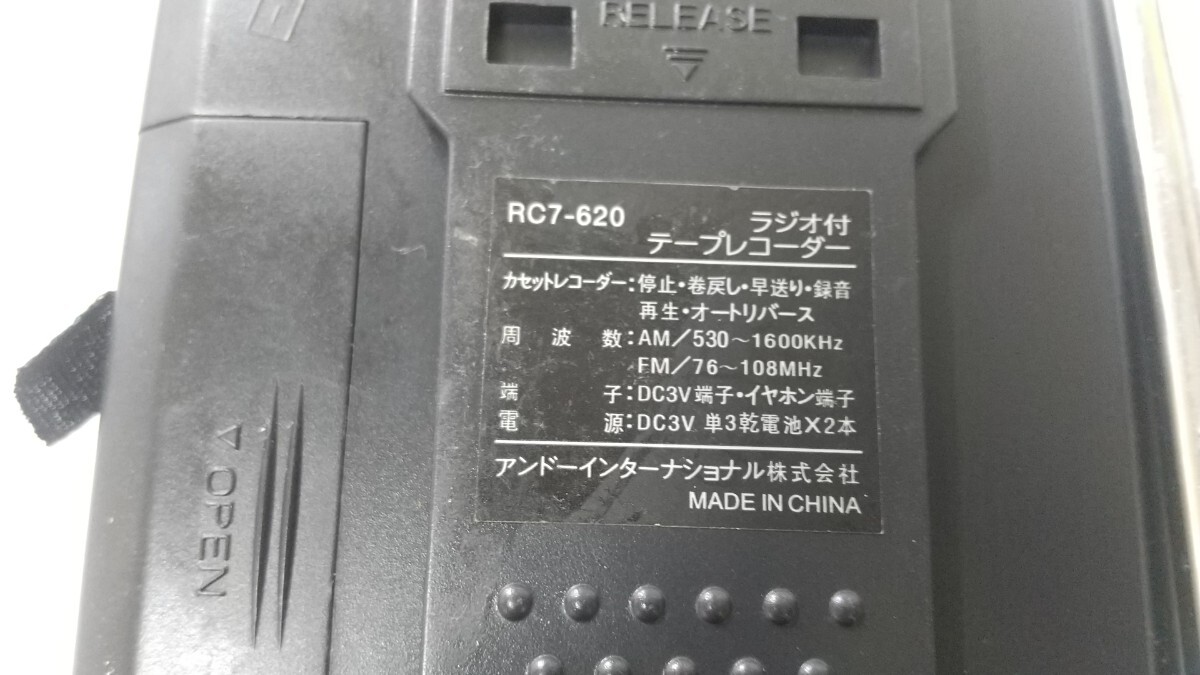 RELEASE
RC7-620 ラジオ付
テープレコーダー
カセットレコーダー:停止・巻戻し・早送り・録音
再生・オートリバース
周波数:AM/530~1600KHz
FM/76~108MHz
端子:DC3V端子・イヤホン端子
電源:DC3V 単3乾電池X2本
アンドーインターナショナル株式会社
MADE IN CHINA
OPEN